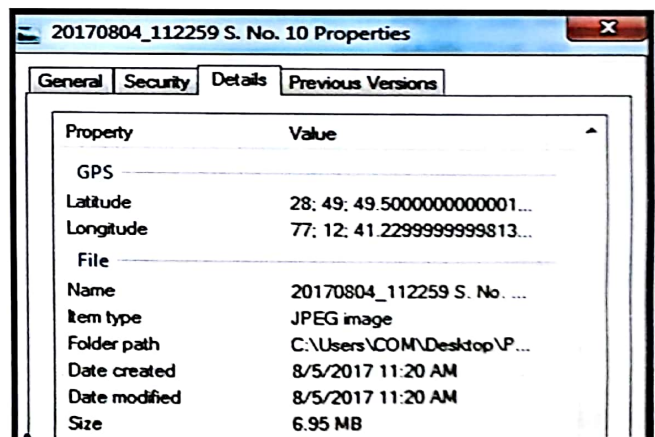 20170804_112259 S. No. 10 Properties
General Security Details Previous Versions
Property Value
GPS
Latitude 28; 49; 49.5000000000001...
Longitude 77; 12; 41.2299999999813...
File
Name 20170804_112259 S. No. ...
Item type JPEG image
Folder path C:\Users\COM\Desktop\P...
Date created 8/5/2017 11:20 AM
Date modified 8/5/2017 11:20 AM
Size 6.95 MB